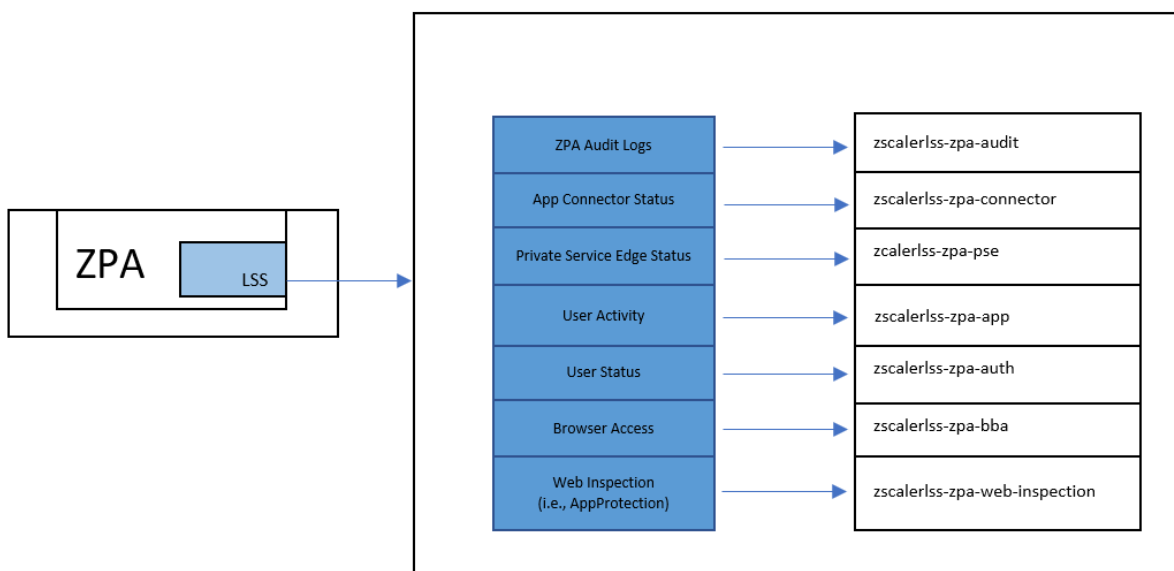 ZPA
LSS
ZPA Audit Logs
zscalerlss-zpa-audit
App Connector Status
zscalerlss-zpa-connector
Private Service Edge Status
zcalerlss-zpa-pse
User Activity
zscalerlss-zpa-app
User Status
zscalerlss-zpa-auth
Browser Access
zscalerlss-zpa-bba
Web Inspection
(i.e., AppProtection)
zscalerlss-zpa-web-inspection